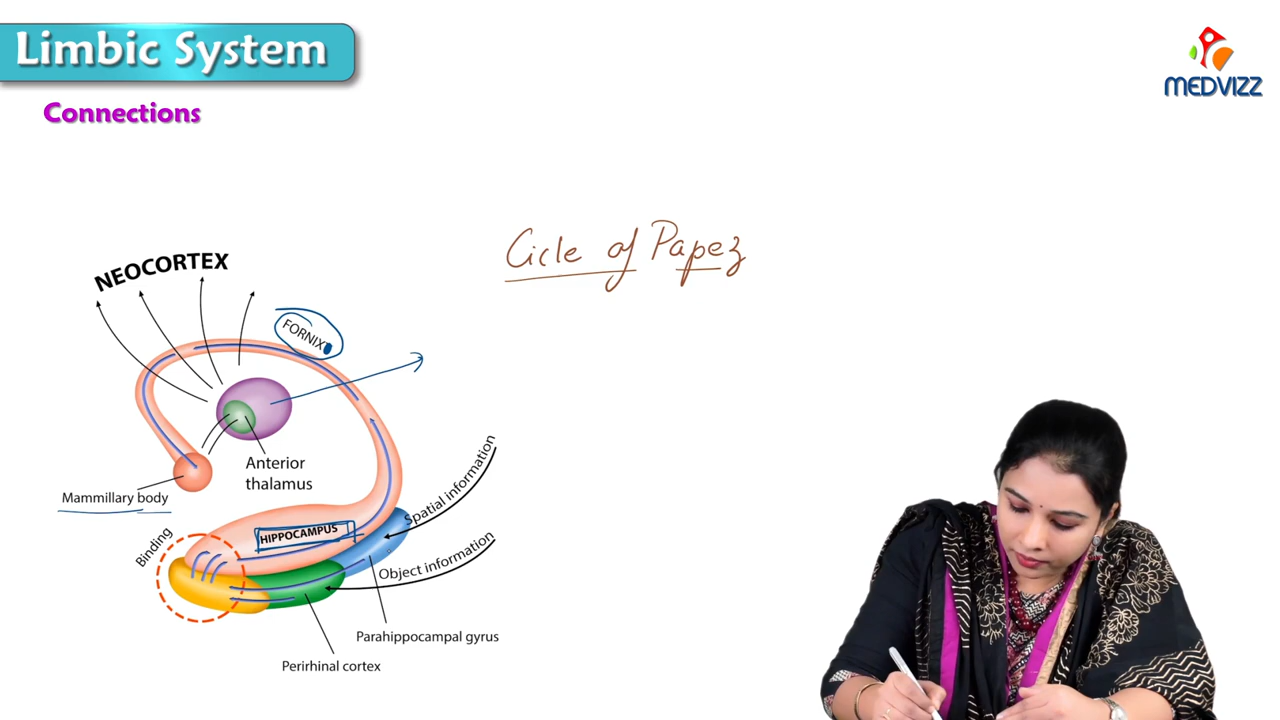 Limbic System
MEDVIZZ
Connections
Cicle of Papez
NEOCORTEX
FORNIX
Anterior
thalamus
Mammillary body
Spatial information
HIPPOCAMPUS
Binding
Object information
Parahippocampal gyrus
Perirhinal cortex